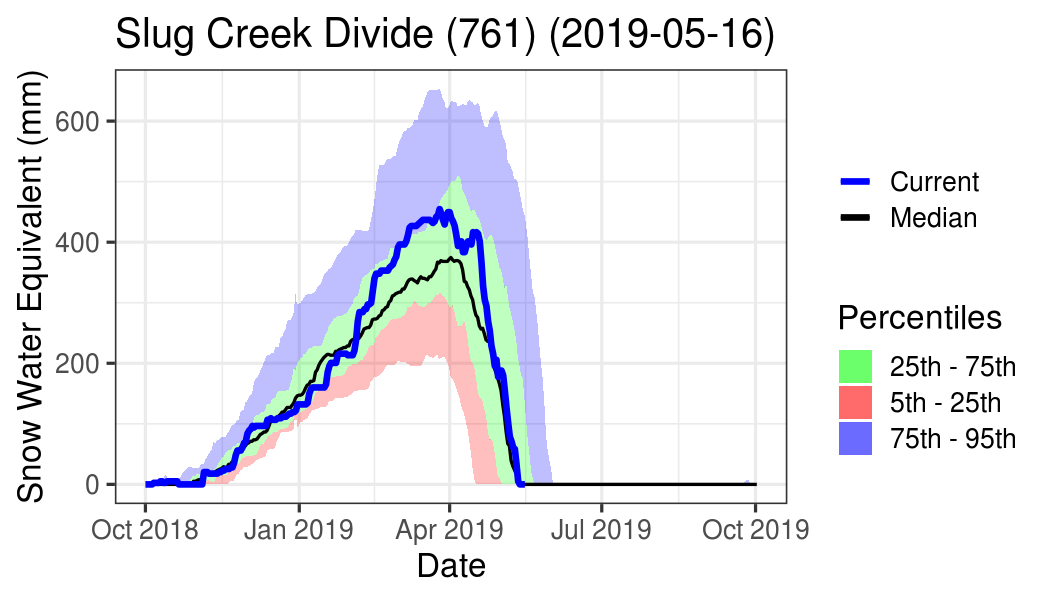 Slug Creek Divide (761) (2019-05-16)
Snow Water Equivalent (mm)
600
400
200
0
Oct 2018
Jan 2019
Apr 2019
Jul 2019
Oct 2019
Date
Current
Median
Percentiles
25th - 75th
5th - 25th
75th - 95th